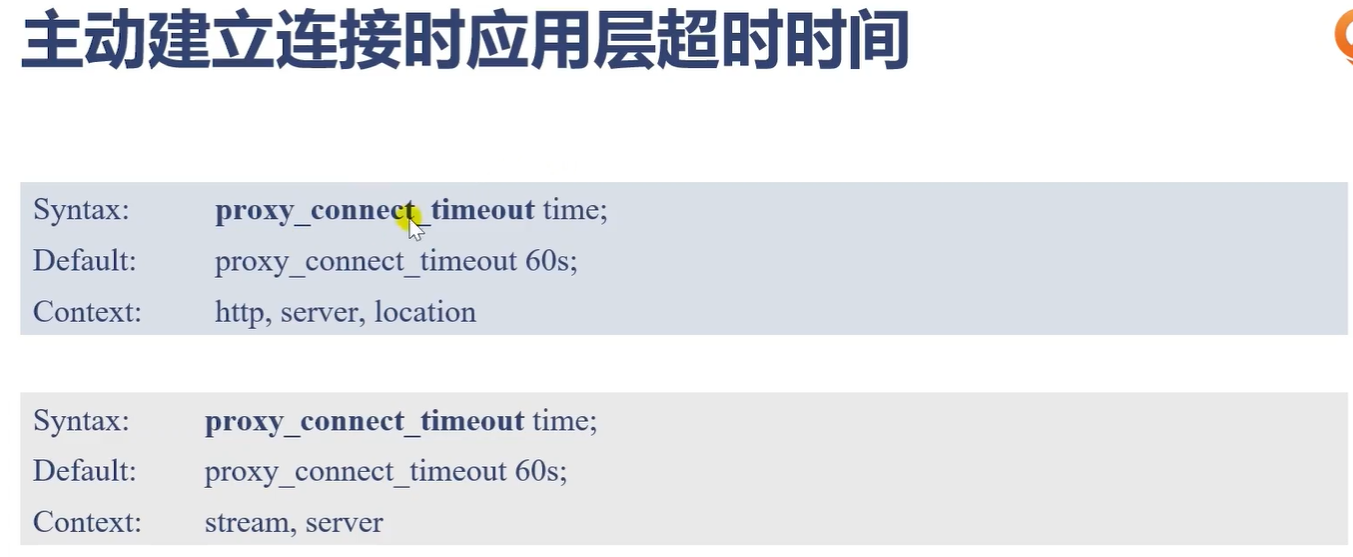 主动建立连接时应用层超时时间
Syntax: proxy_connect_timeout time;
Default: proxy_connect_timeout 60s;
Context: http, server, location
Syntax: proxy_connect_timeout time;
Default: proxy_connect_timeout 60s;
Context: stream, server